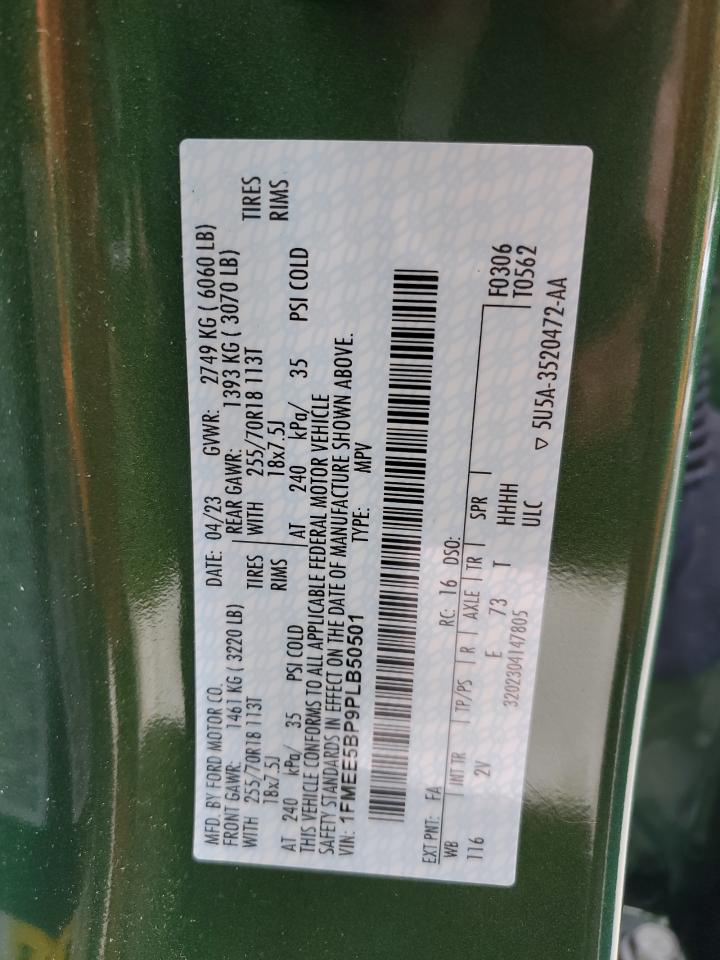 MFD. BY FORD MOTOR CO.
DATE: 04/23 GVWR: 2749 KG ( 6060 LB)
FRONT GAWR: 1461 KG ( 3220 LB) REAR GAWR: 1393 KG ( 3070 LB)
WITH 255/70R18 113T TIRES WITH 255/70R18 113T TIRES
18x7.5J RIMS 18x7.5J RIMS
AT 240 kPa/ 35 PSI COLD AT 240 kPa/ 35 PSI COLD
THIS VEHICLE CONFORMS TO ALL APPLICABLE FEDERAL MOTOR VEHICLE
SAFETY STANDARDS IN EFFECT ON THE DATE OF MANUFACTURE SHOWN ABOVE.
VIN: 1FMEE5BP9PLB50501 TYPE: MPV
EXT PNT: FA RC: 16 DSO: F0306
WB INT TR TP/PS R AXLE TR SPR T0562
116 2V E 73 T HHHH
3202304147805 ULC ▽ 5U5A-3520472-AA